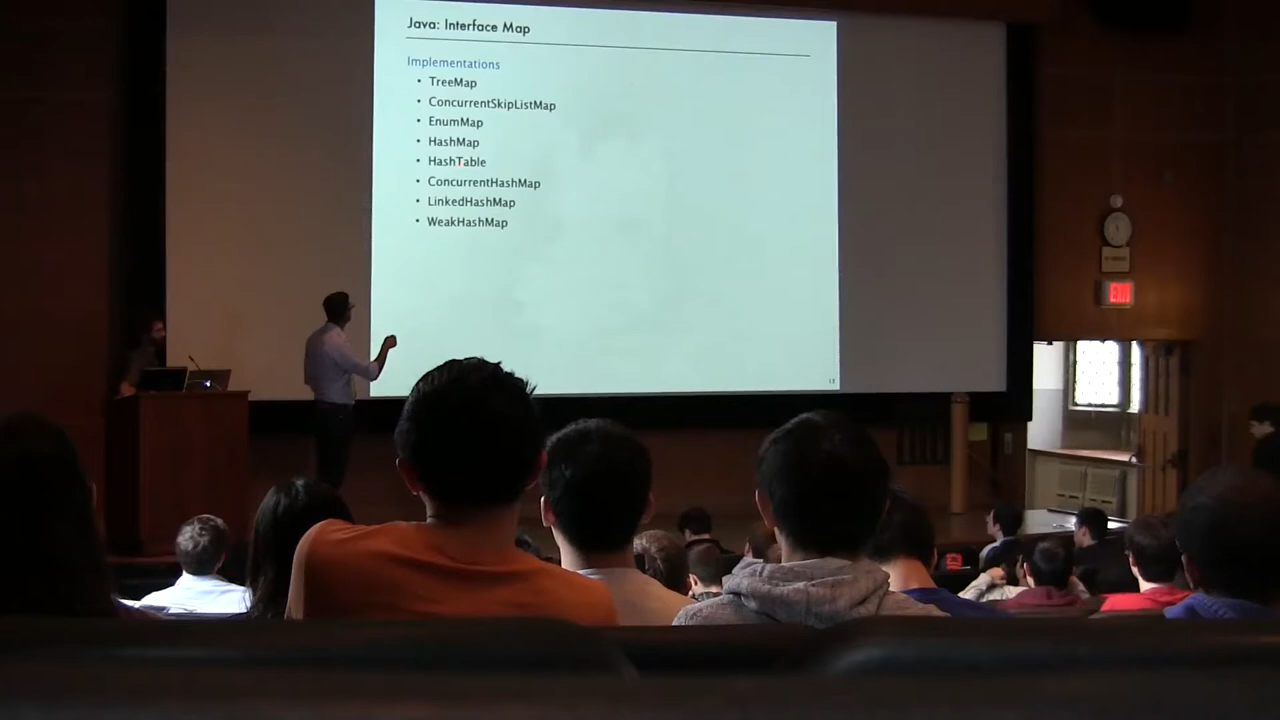 Java: Interface Map
Implementations
• TreeMap
• ConcurrentSkipListMap
• EnumMap
• HashMap
• HashTable
• ConcurrentHashMap
• LinkedHashMap
• WeakHashMap
EXIT